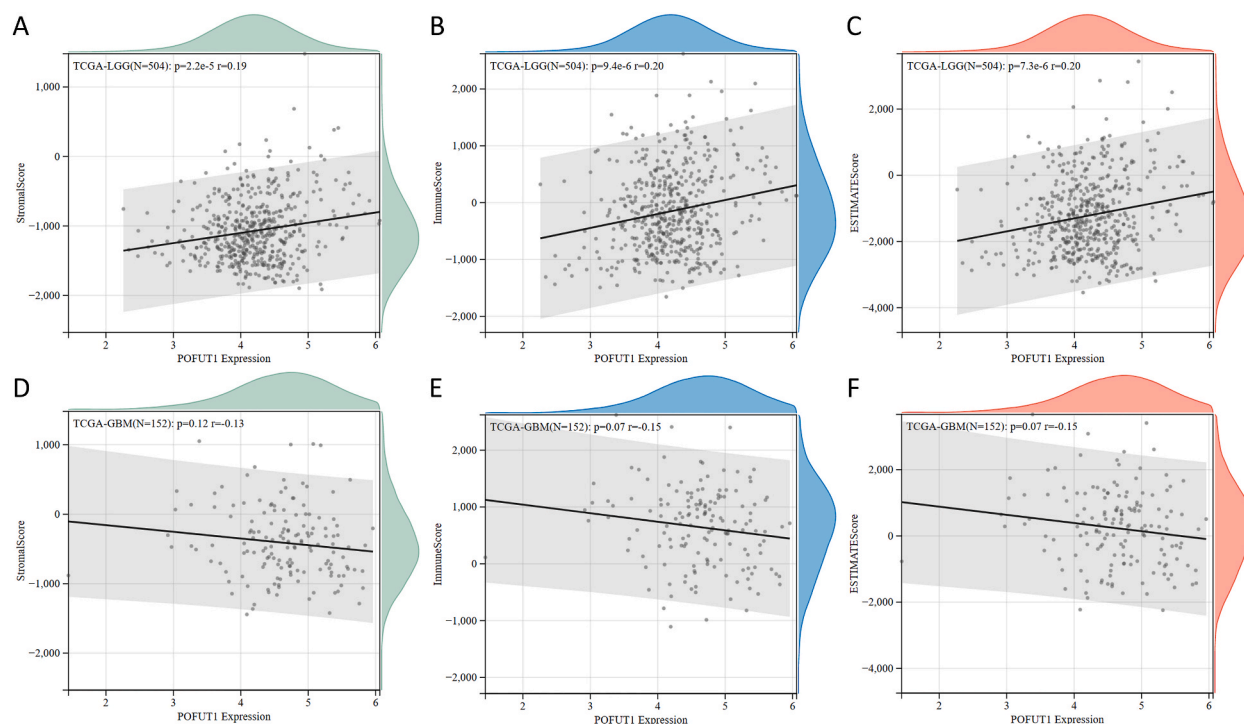 A
TCGA-LGG(N=504): p=2.2e-5 r=0.19
1,000
0
−1,000
−2,000
StromalScore
2 3 4 5 6
POFUT1 Expression
B
TCGA-LGG(N=504): p=9.4e-6 r=0.20
2,000
1,000
0
−1,000
−2,000
ImmuneScore
3 4 5 6
POFUT1 Expression
C
TCGA-LGG(N=504): p=7.3e-6 r=0.20
2,000
0
−2,000
−4,000
ESTIMATEScore
2 3 4 5 6
POFUT1 Expression
D
TCGA-GBM(N=152): p=0.12 r=-0.13
1,000
0
−1,000
−2,000
StromalScore
2 3 4 5 6
POFUT1 Expression
E
TCGA-GBM(N=152): p=0.07 r=-0.15
2,000
1,000
0
−1,000
−2,000
ImmuneScore
2 3 4 5 6
POFUT1 Expression
F
TCGA-GBM(N=152): p=0.07 r=-0.15
2,000
0
−2,000
−4,000
ESTIMATEScore
2 3 4 5 6
POFUT1 Expression